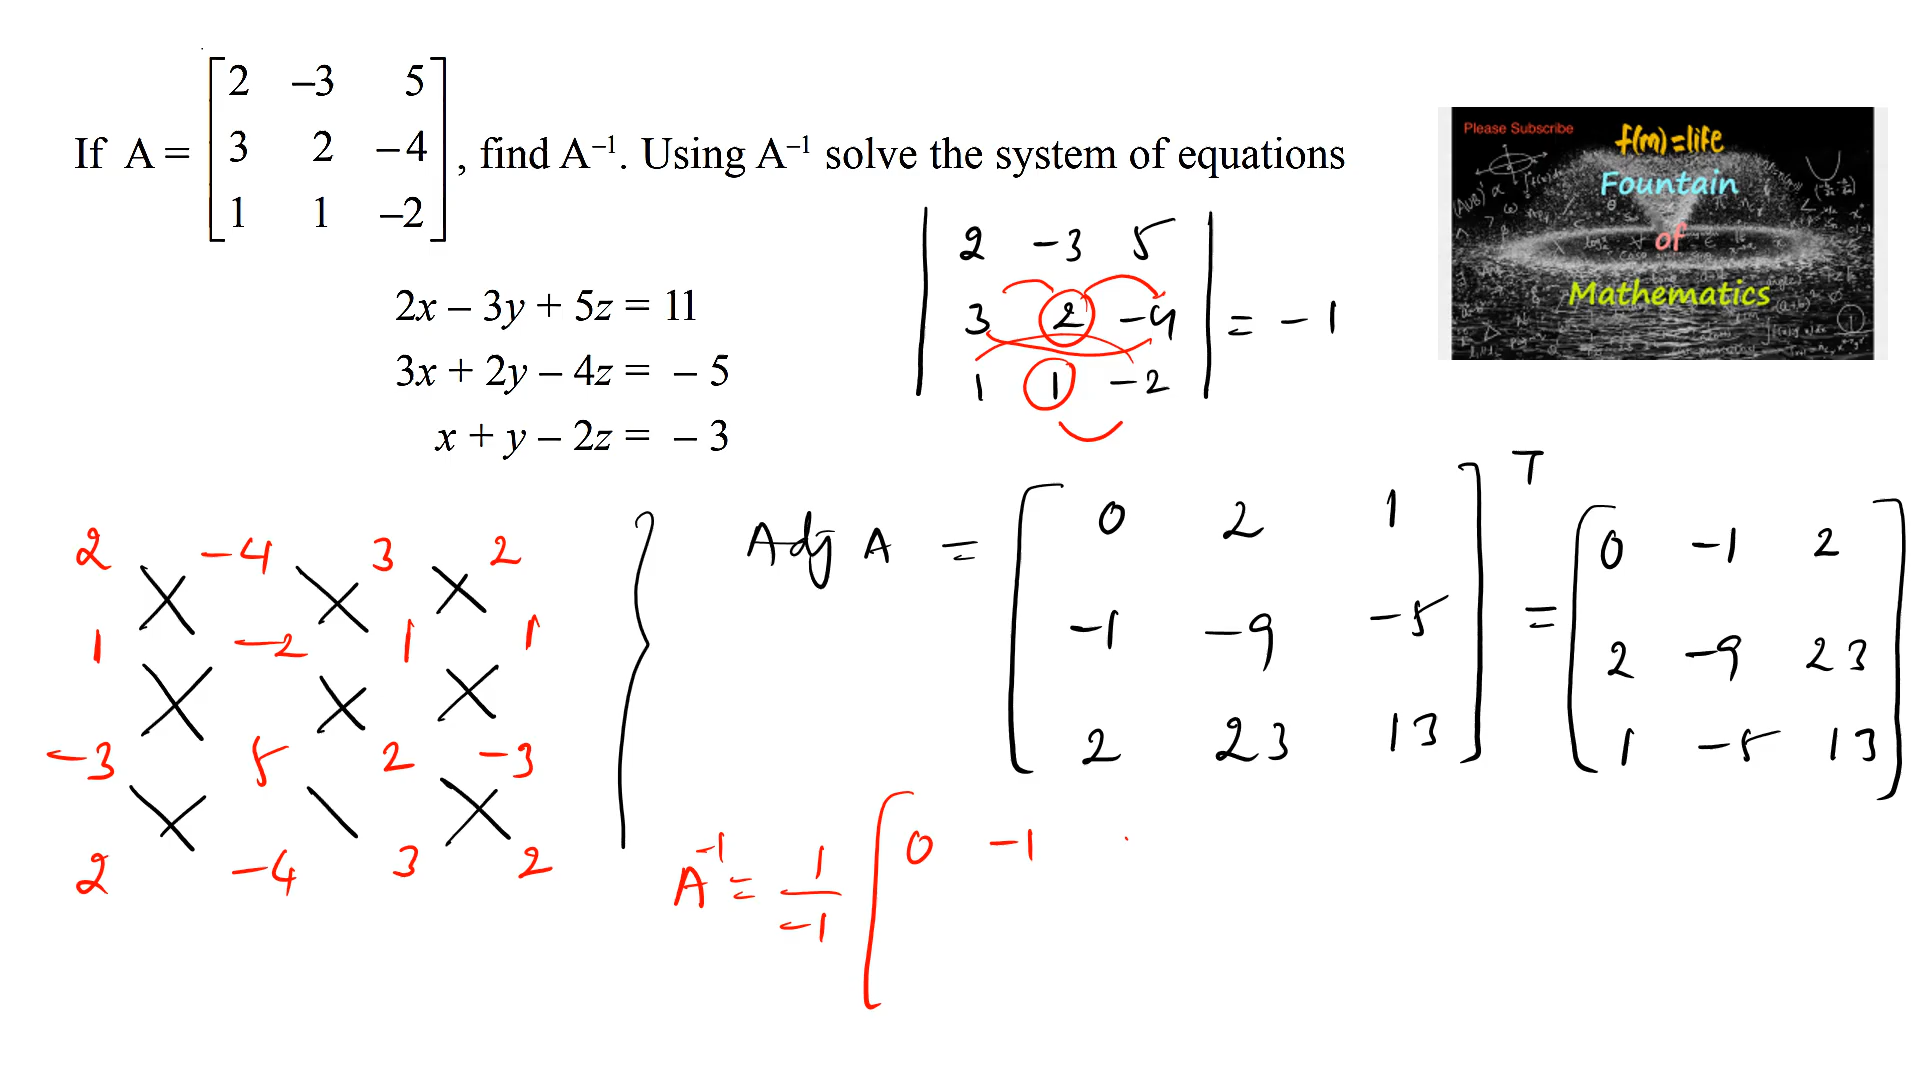 If A = [2 –3 5
3 2 –4
1 1 –2], find A⁻¹. Using A⁻¹ solve the system of equations
2x – 3y + 5z = 11
3x + 2y – 4z = – 5
x + y – 2z = – 3
| 2 -3 5
3 2 -4
1 1 -2 | = -1
Please Subscribe
f(m)=life
Fountain
of
Mathematics
2 -4 3 2
1 -2 1 1
-3 5 2 -3
2 -4 3 2
Adj A = [0 2 1
-1 -9 -5
2 23 13]ᵀ = [0 -1 2
2 -9 23
1 -5 13]
A⁻¹ = 1/-1 [0 -1